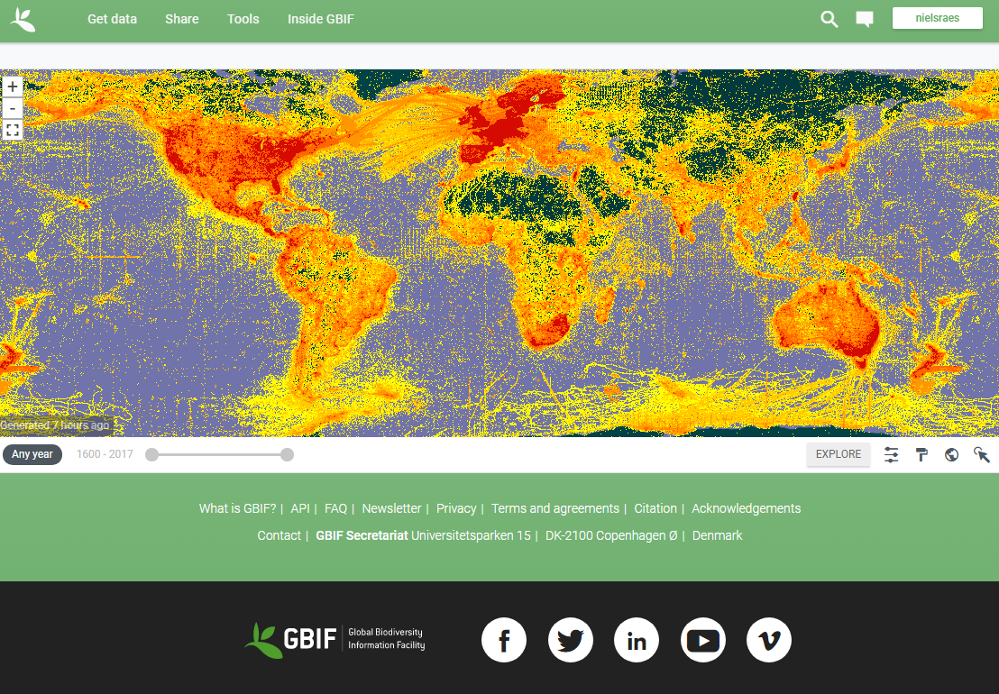 Get data Share Tools Inside GBIF nielsraes
+
-
Generated 7 hours ago
Any year 1600 - 2017 EXPLORE
What is GBIF? | API | FAQ | Newsletter | Privacy | Terms and agreements | Citation | Acknowledgements
Contact | GBIF Secretariat Universitetsparken 15 | DK-2100 Copenhagen Ø | Denmark
GBIF Global Biodiversity
Information Facility
f in v